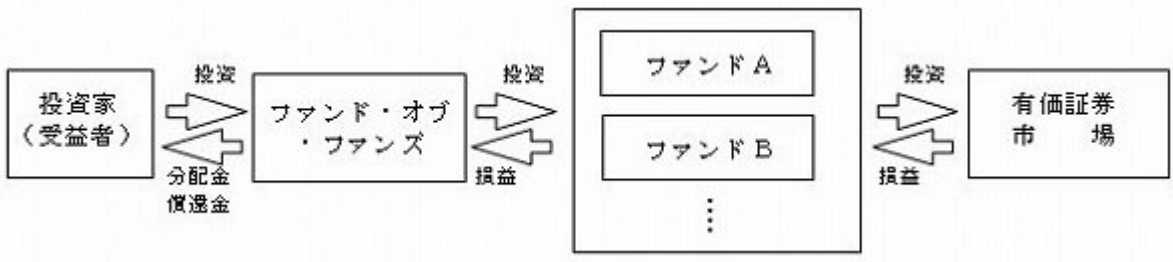 投資家
（受益者）
投資
分配金
償還金
ファンド・オブ
・ファンズ
投資
損益
ファンドA
ファンドB
⋮
投資
損益
有価証券
市　場